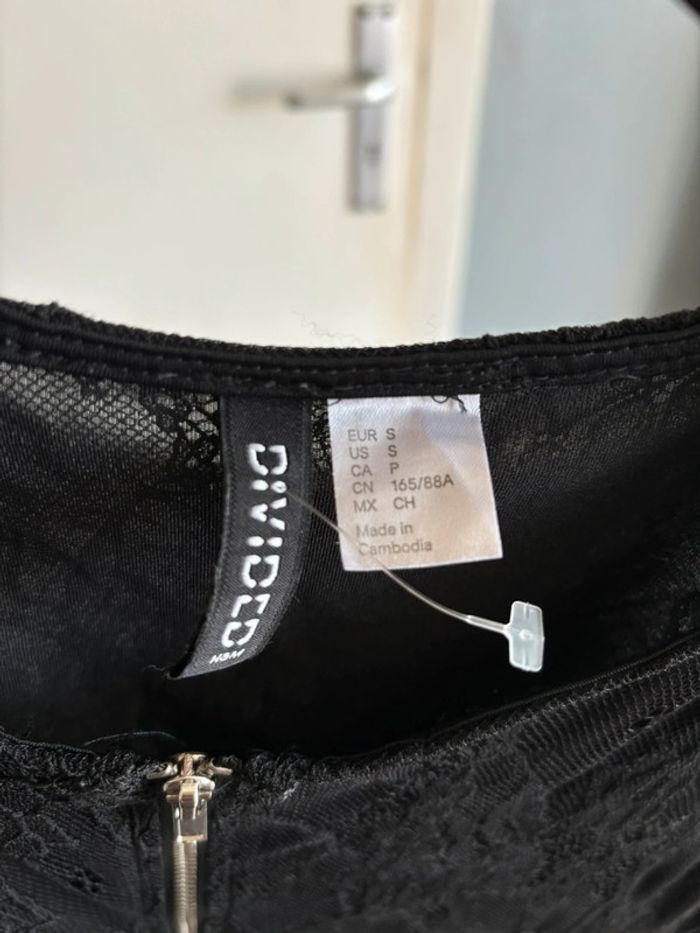 DIVIDED
H&M
EUR S
US S
CA P
CN 165/88A
MX CH
Made in
Cambodia